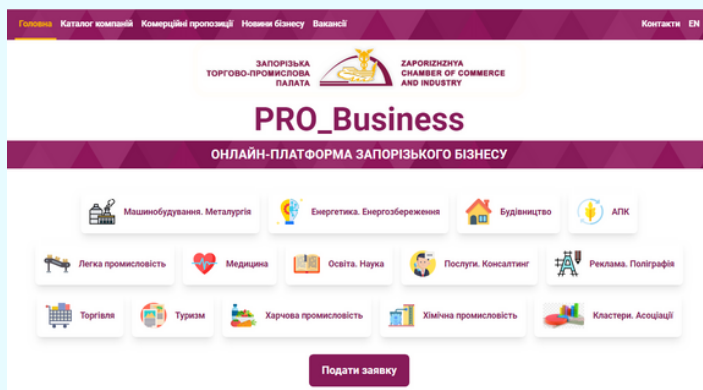 Головна Каталог компаній Комерційні пропозиції Новини бізнесу Вакансії Контакти EN
ЗАПОРІЗЬКА
ТОРГОВО-ПРОМИСЛОВА
ПАЛАТА
ZAPORIZHZHYA
CHAMBER OF COMMERCE
AND INDUSTRY
PRO_Business
ОНЛАЙН-ПЛАТФОРМА ЗАПОРІЗЬКОГО БІЗНЕСУ
Машинобудування. Металургія Енергетика. Енергозбереження Будівництво АПК
Легка промисловість Медицина Освіта. Наука Послуги. Консалтинг Реклама. Поліграфія
Торгівля Туризм Харчова промисловість Хімічна промисловість Кластери. Асоціації
Подати заявку